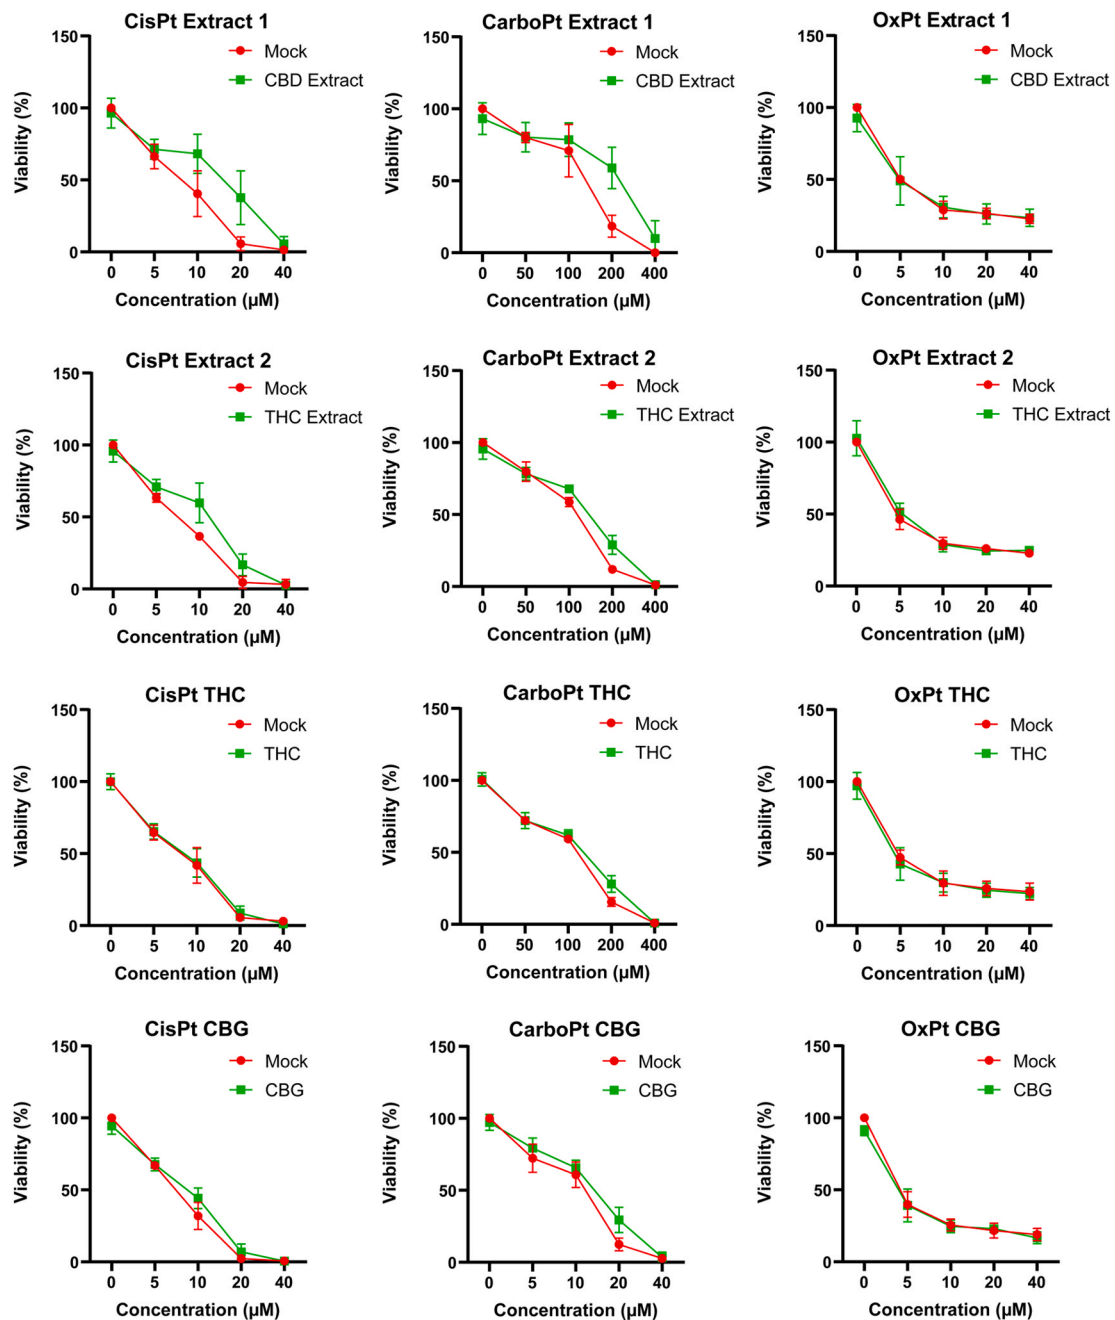 CisPt Extract 1
150
100
50
0
Viability (%)
Mock
CBD Extract
0 5 10 20 40
Concentration (µM)
CarboPt Extract 1
150
100
50
0
Viability (%)
Mock
CBD Extract
0 50 100 200 400
Concentration (µM)
OxPt Extract 1
150
100
50
0
Viability (%)
Mock
CBD Extract
0 5 10 20 40
Concentration (µM)
CisPt Extract 2
150
100
50
0
Viability (%)
Mock
THC Extract
0 5 10 20 40
Concentration (µM)
CarboPt Extract 2
150
100
50
0
Viability (%)
Mock
THC Extract
0 50 100 200 400
Concentration (µM)
OxPt Extract 2
150
100
50
0
Viability (%)
Mock
THC Extract
0 5 10 20 40
Concentration (µM)
CisPt THC
150
100
50
0
Viability (%)
Mock
THC
0 5 10 20 40
Concentration (µM)
CarboPt THC
150
100
50
0
Viability (%)
Mock
THC
0 50 100 200 400
Concentration (µM)
OxPt THC
150
100
50
0
Viability (%)
Mock
THC
0 5 10 20 40
Concentration (µM)
CisPt CBG
150
100
50
0
Viability (%)
Mock
CBG
0 5 10 20 40
Concentration (µM)
CarboPt CBG
150
100
50
0
Viability (%)
Mock
CBG
0 5 10 20 40
Concentration (µM)
OxPt CBG
150
100
50
0
Viability (%)
Mock
CBG
0 5 10 20 40
Concentration (µM)